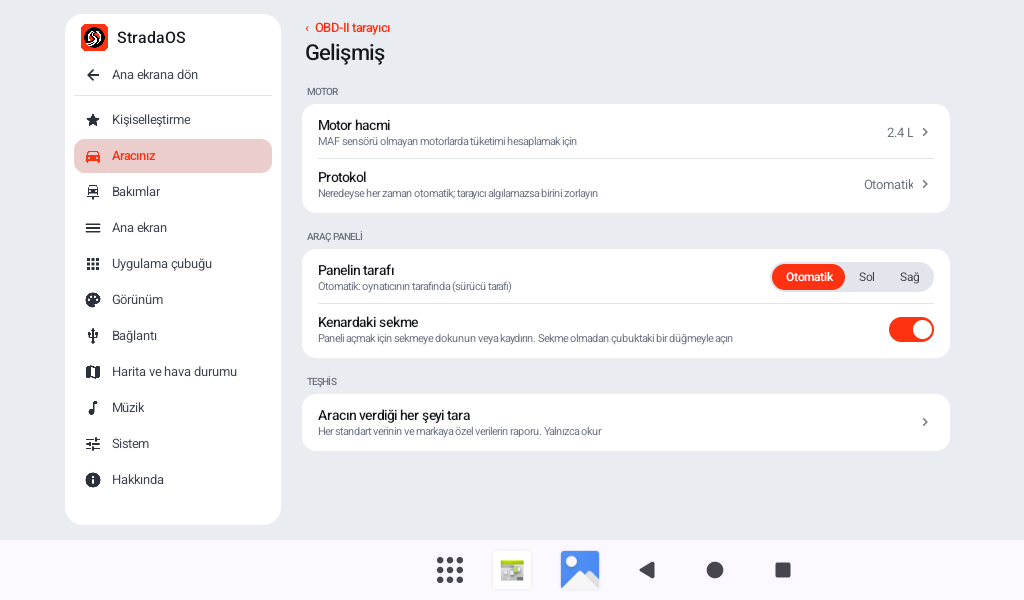 StradaOS
Ana ekrana dön
Kişiselleştirme
Aracınız
Bakımlar
Ana ekran
Uygulama çubuğu
Görünüm
Bağlantı
Harita ve hava durumu
Müzik
Sistem
Hakkında
‹ OBD-II tarayıcı
Gelişmiş
MOTOR
Motor hacmi
MAF sensörü olmayan motorlarda tüketimi hesaplamak için
2.4 L
Protokol
Neredeyse her zaman otomatik; tarayıcı algılamazsa birini zorlayın
Otomatik
ARAÇ PANELİ
Panelin tarafı
Otomatik: oynatıcının tarafında (sürücü tarafı)
Otomatik Sol Sağ
Kenardaki sekme
Paneli açmak için sekmeye dokunun veya kaydırın. Sekme olmadan çubuktaki bir düğmeyle açın
TEŞHİS
Aracın verdiği her şeyi tara
Her standart verinin ve markaya özel verilerin raporu. Yalnızca okur